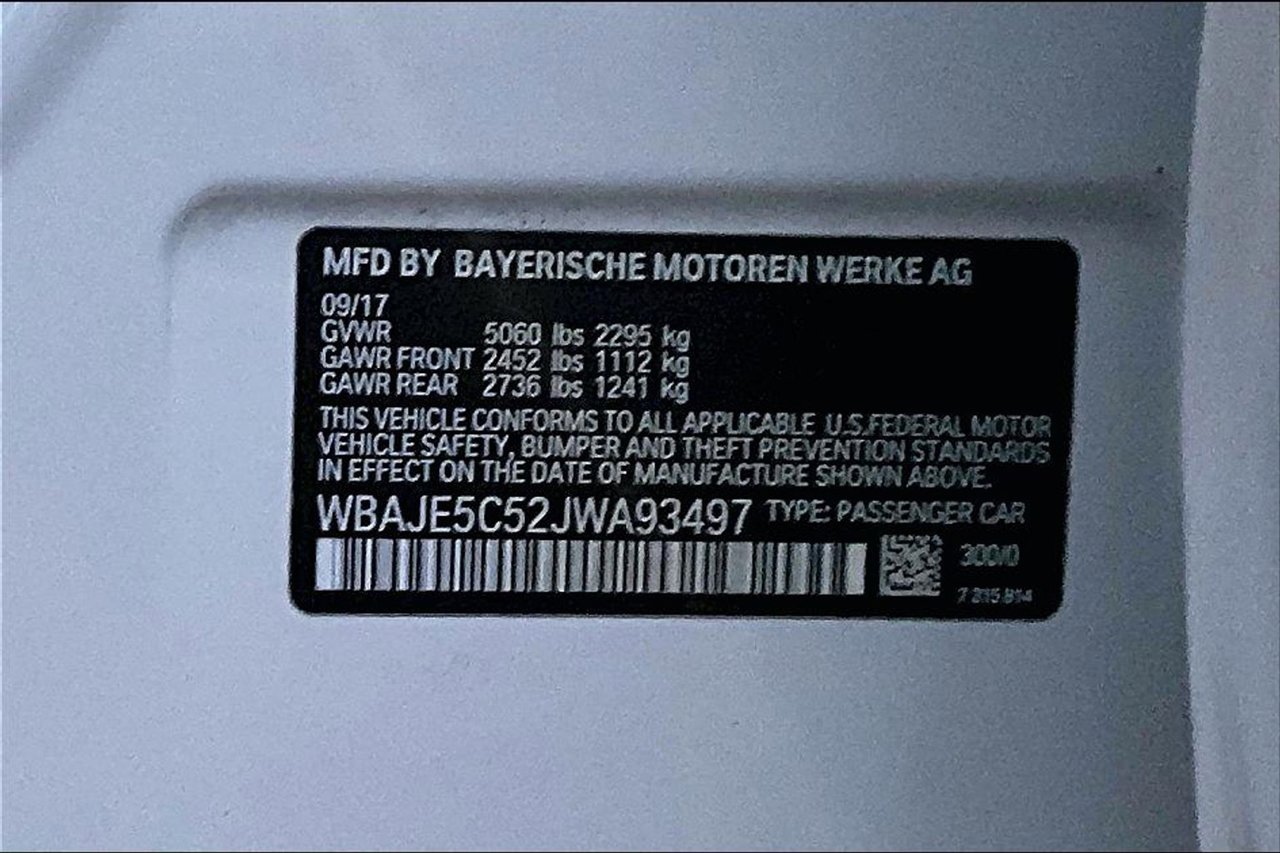 MFD BY BAYERISCHE MOTOREN WERKE AG
09/17
GVWR 5060 lbs 2295 kg
GAWR FRONT 2452 lbs 1112 kg
GAWR REAR 2736 lbs 1241 kg
THIS VEHICLE CONFORMS TO ALL APPLICABLE U.S.FEDERAL MOTOR
VEHICLE SAFETY, BUMPER AND THEFT PREVENTION STANDARDS
IN EFFECT ON THE DATE OF MANUFACTURE SHOWN ABOVE.
WBAJE5C52JWA93497 TYPE: PASSENGER CAR
300/0